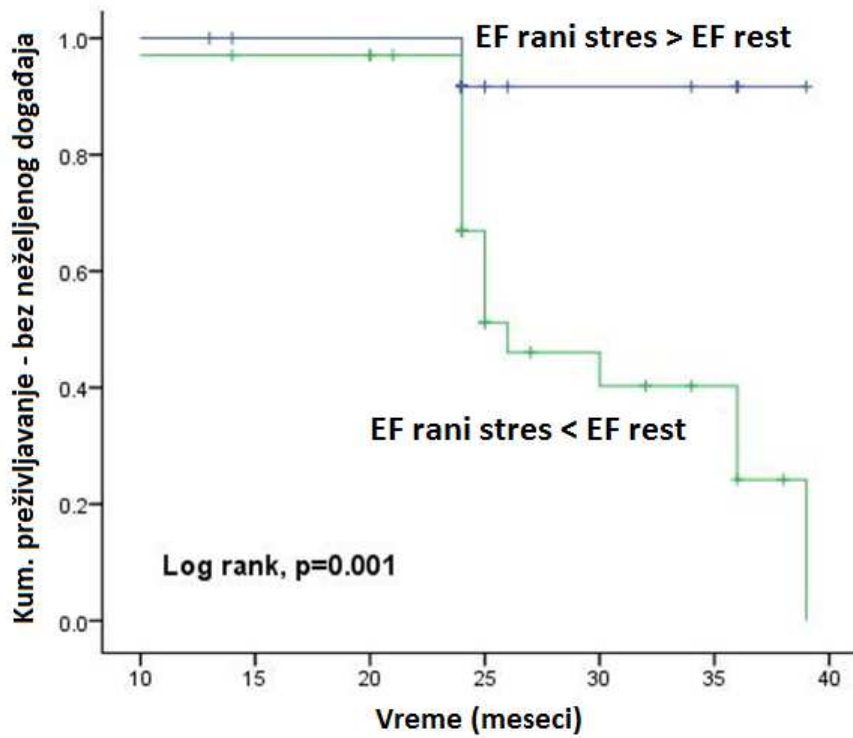 Kum. preživljavanje - bez neželjenog događaja
1.0
0.8
0.6
0.4
0.2
0.0
EF rani stres > EF rest
EF rani stres < EF rest
Log rank, p=0.001
10 15 20 25 30 35 40
Vreme (meseci)